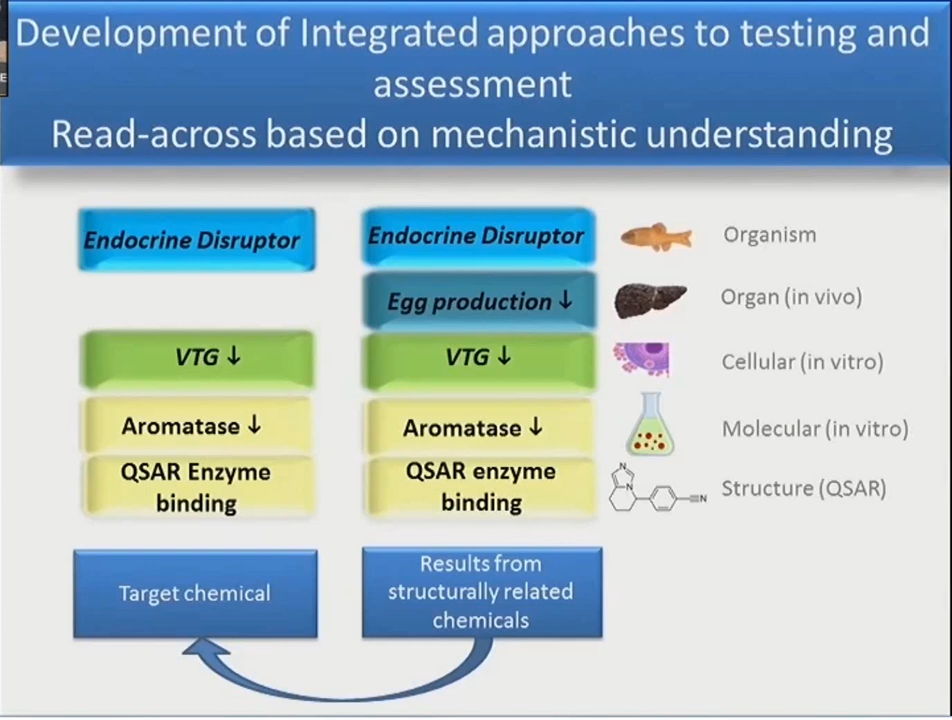 Development of Integrated approaches to testing and
assessment
Read-across based on mechanistic understanding
Endocrine Disruptor
Endocrine Disruptor
Organism
Egg production ↓
Organ (in vivo)
VTG ↓
VTG ↓
Cellular (in vitro)
Aromatase ↓
Aromatase ↓
Molecular (in vitro)
QSAR Enzyme
binding
QSAR enzyme
binding
N
N
N
Structure (QSAR)
Target chemical
Results from
structurally related
chemicals
E